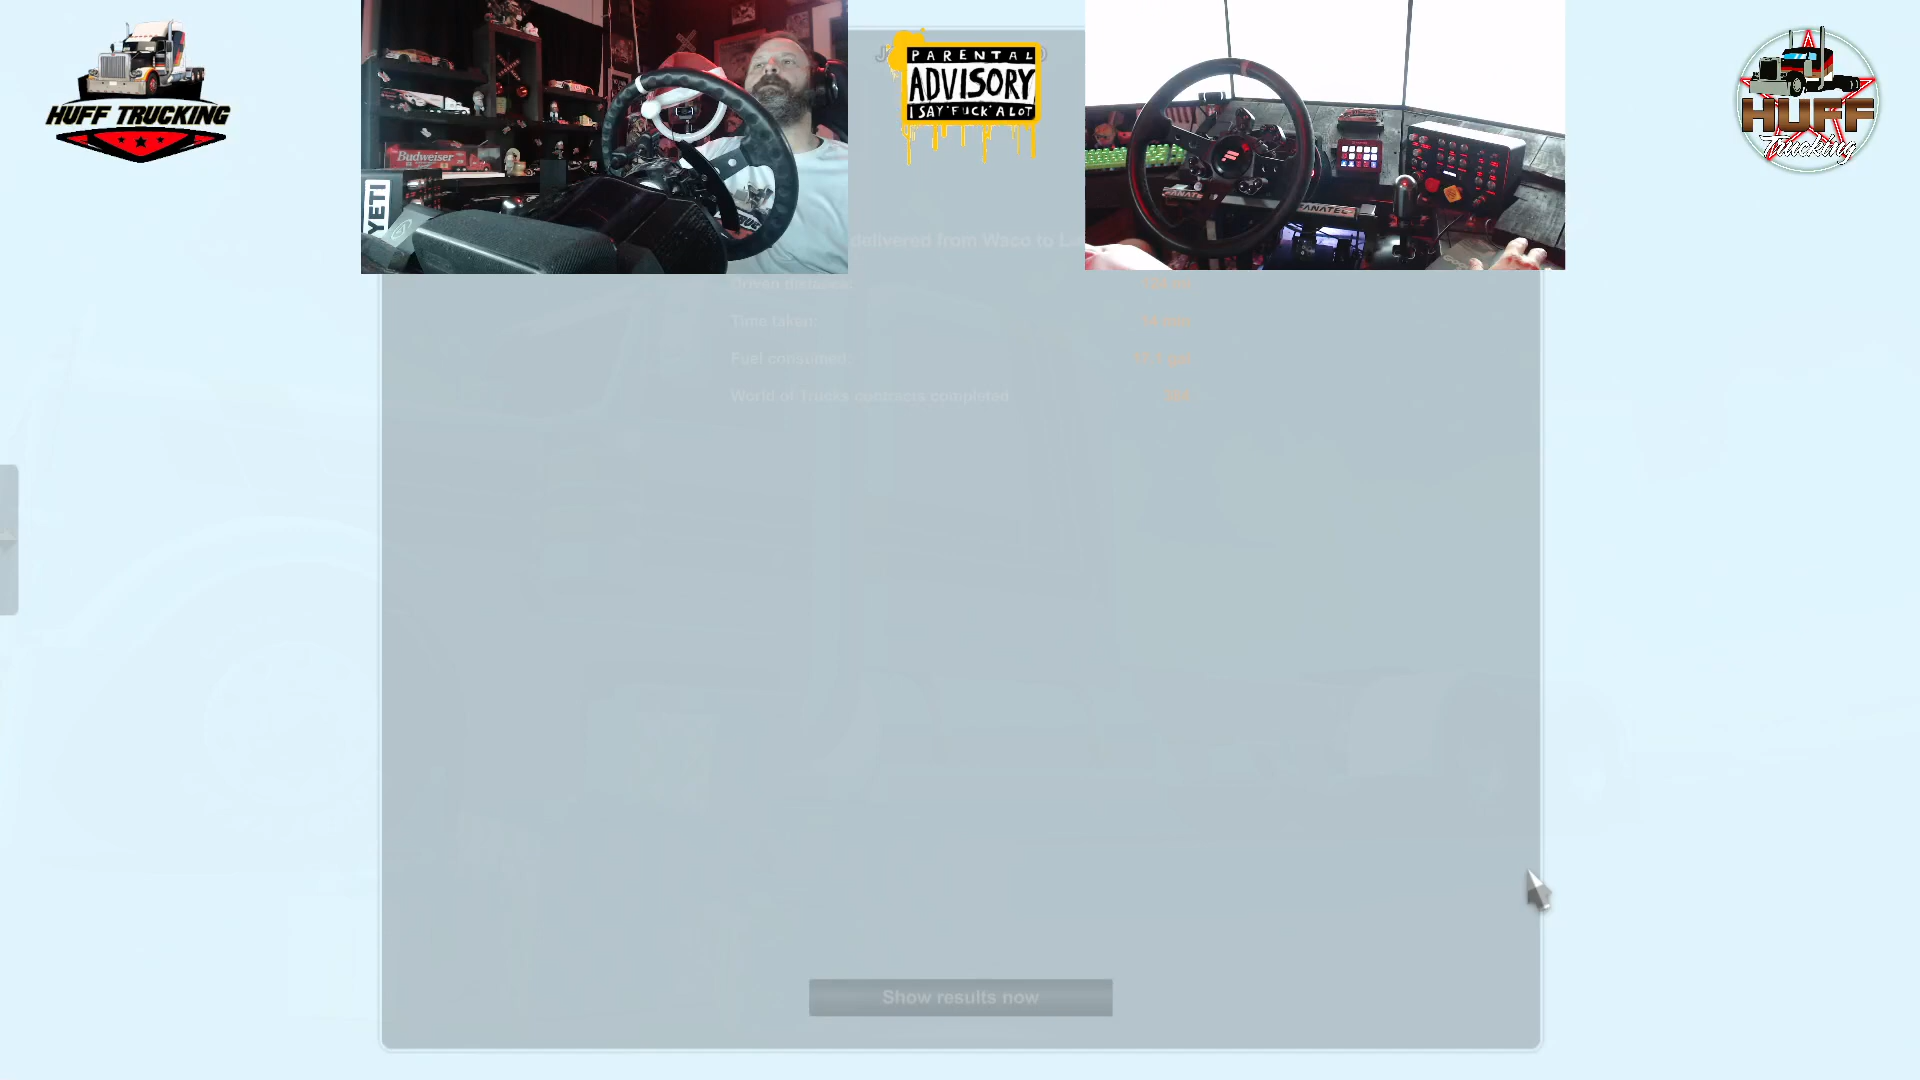 HUFF TRUCKING
Budweiser
YETI
PARENTAL
ADVISORY
I SAY 'FUCK' A LOT
FANATEC
FANATEC
HUFF
Trucking
delivered from Waco to
Driven distance:
Time taken:
Fuel consumed:
World of Trucks contracts completed
Show results now